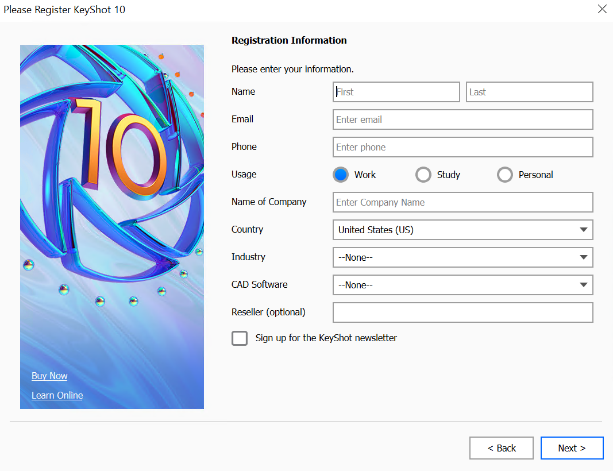 Please Register KeyShot 10
Registration Information
Please enter your information.
Name First Last
Email Enter email
Phone Enter phone
Usage Work Study Personal
Name of Company Enter Company Name
Country United States (US)
Industry --None--
CAD Software --None--
Reseller (optional)
Sign up for the KeyShot newsletter
10
Buy Now
Learn Online
< Back Next >